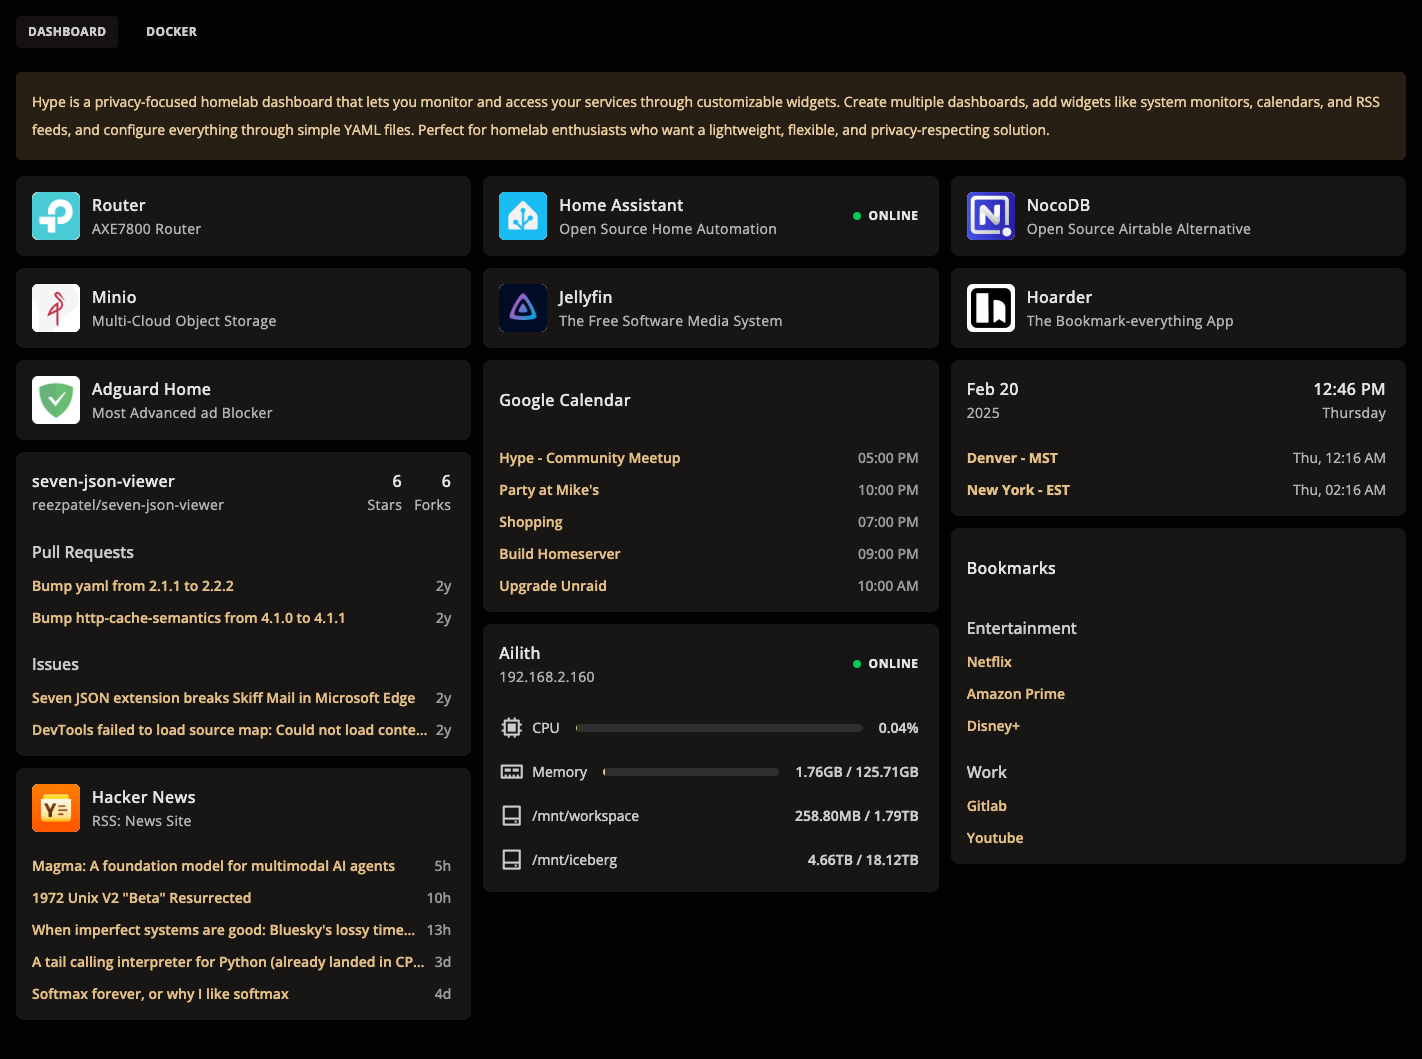 DASHBOARD
DOCKER
Hype is a privacy-focused homelab dashboard that lets you monitor and access your services through customizable widgets. Create multiple dashboards, add widgets like system monitors, calendars, and RSS
feeds, and configure everything through simple YAML files. Perfect for homelab enthusiasts who want a lightweight, flexible, and privacy-respecting solution.
Router
AXE7800 Router
Home Assistant
Open Source Home Automation
ONLINE
NocoDB
Open Source Airtable Alternative
Minio
Multi-Cloud Object Storage
Jellyfin
The Free Software Media System
Hoarder
The Bookmark-everything App
Adguard Home
Most Advanced ad Blocker
seven-json-viewer
reezpatel/seven-json-viewer
6 6
Stars Forks
Pull Requests
Bump yaml from 2.1.1 to 2.2.2 2y
Bump http-cache-semantics from 4.1.0 to 4.1.1 2y
Issues
Seven JSON extension breaks Skiff Mail in Microsoft Edge 2y
DevTools failed to load source map: Could not load conte... 2y
Hacker News
RSS: News Site
Magma: A foundation model for multimodal AI agents 5h
1972 Unix V2 "Beta" Resurrected 10h
When imperfect systems are good: Bluesky's lossy time... 13h
A tail calling interpreter for Python (already landed in CP... 3d
Softmax forever, or why I like softmax 4d
Google Calendar
Hype - Community Meetup 05:00 PM
Party at Mike's 10:00 PM
Shopping 07:00 PM
Build Homeserver 09:00 PM
Upgrade Unraid 10:00 AM
Ailith
192.168.2.160
ONLINE
CPU 0.04%
Memory 1.76GB / 125.71GB
/mnt/workspace 258.80MB / 1.79TB
/mnt/iceberg 4.66TB / 18.12TB
Feb 20 12:46 PM
2025 Thursday
Denver - MST Thu, 12:16 AM
New York - EST Thu, 02:16 AM
Bookmarks
Entertainment
Netflix
Amazon Prime
Disney+
Work
Gitlab
Youtube